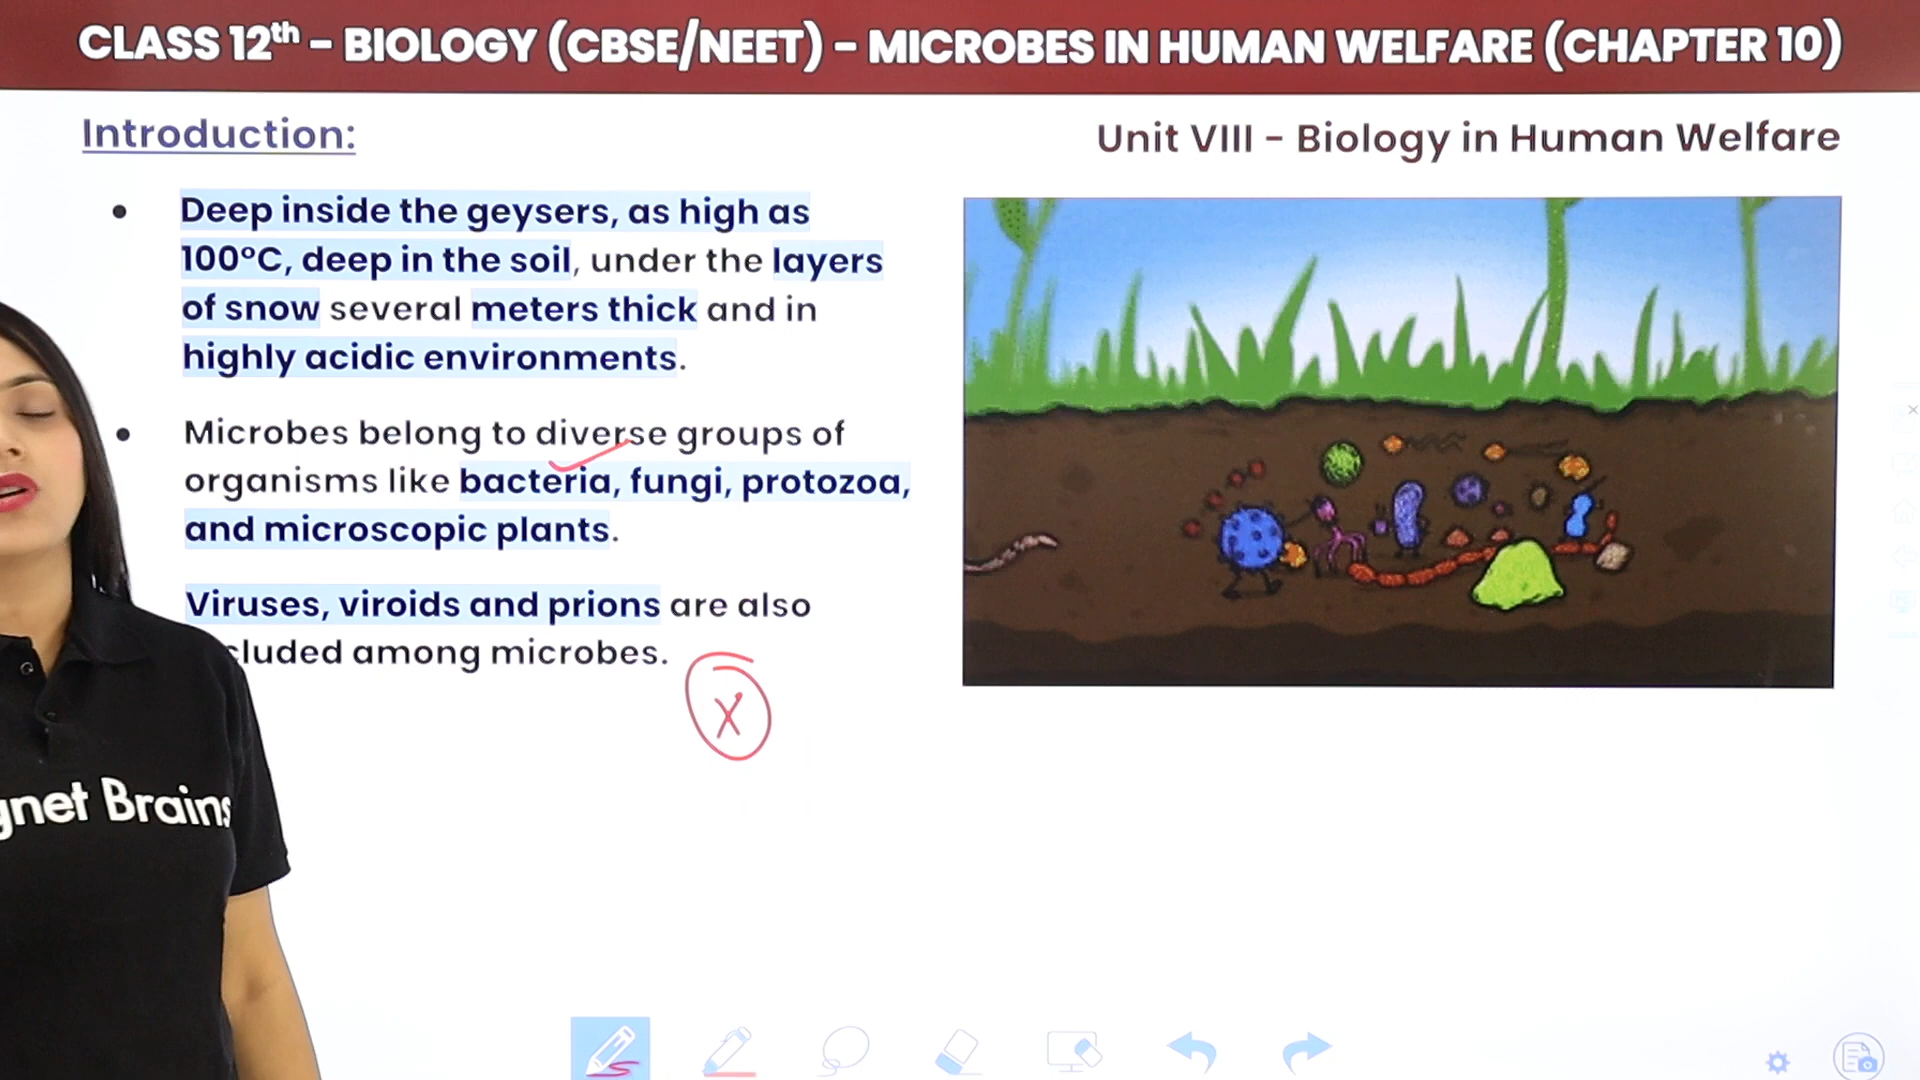 CLASS 12th - BIOLOGY (CBSE/NEET) - MICROBES IN HUMAN WELFARE (CHAPTER 10)
Introduction:
Unit VIII - Biology in Human Welfare
• Deep inside the geysers, as high as
100°C, deep in the soil, under the layers
of snow several meters thick and in
highly acidic environments.
• Microbes belong to diverse groups of
organisms like bacteria, fungi, protozoa,
and microscopic plants.
Viruses, viroids and prions are also
cluded among microbes.
X
gnet Brains